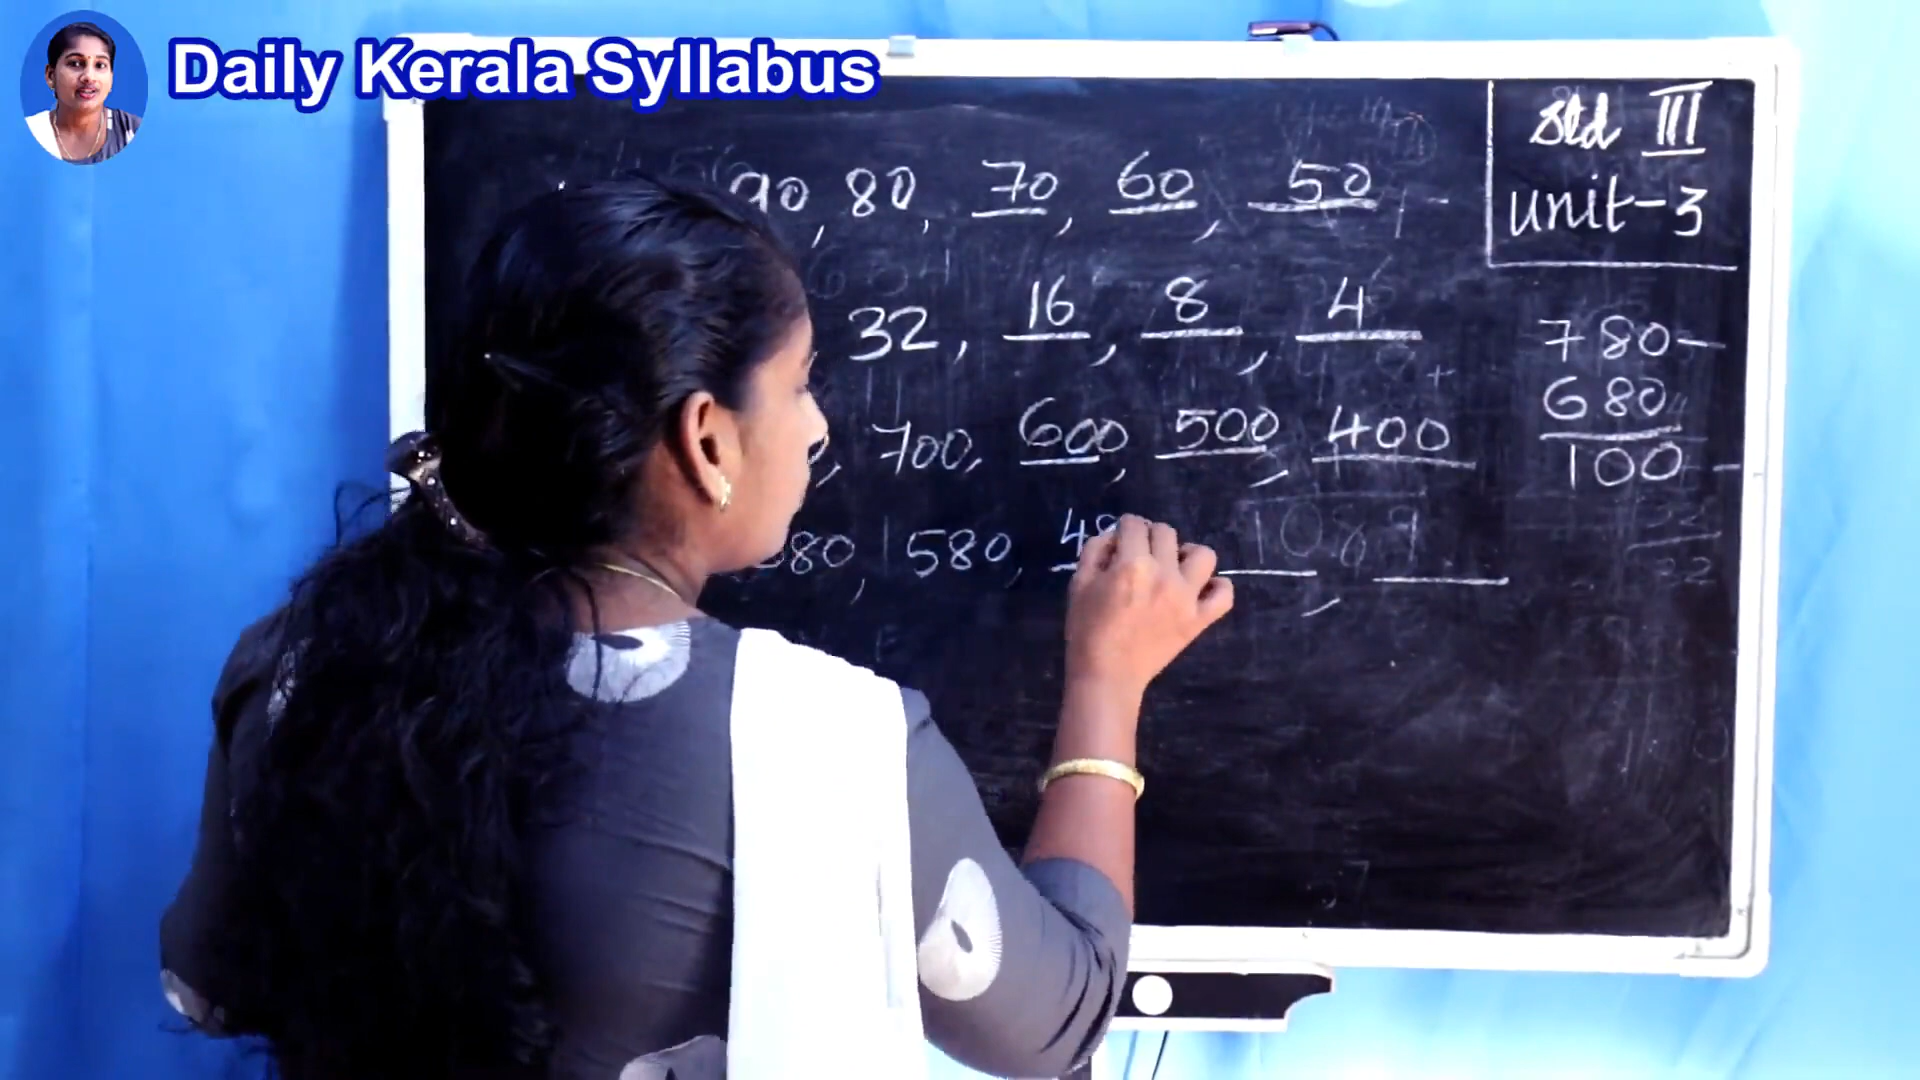 Daily Kerala Syllabus
Std III
Unit-3
90, 80, 70, 60, 50
32, 16, 8, 4
700, 600, 500, 400
580,
780-
680
100